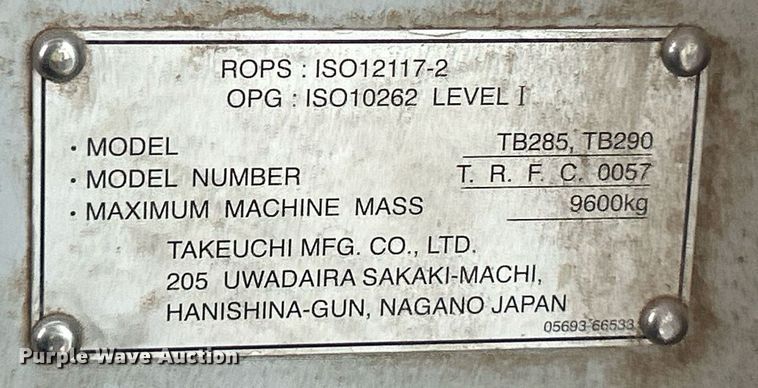 ROPS : ISO12117-2
OPG : ISO10262 LEVEL I
· MODEL TB285, TB290
· MODEL NUMBER T. R. F. C. 0057
· MAXIMUM MACHINE MASS 9600kg
TAKEUCHI MFG. CO., LTD.
205 UWADAIRA SAKAKI-MACHI,
HANISHINA-GUN, NAGANO JAPAN
05693-66533
Purple Wave Auction